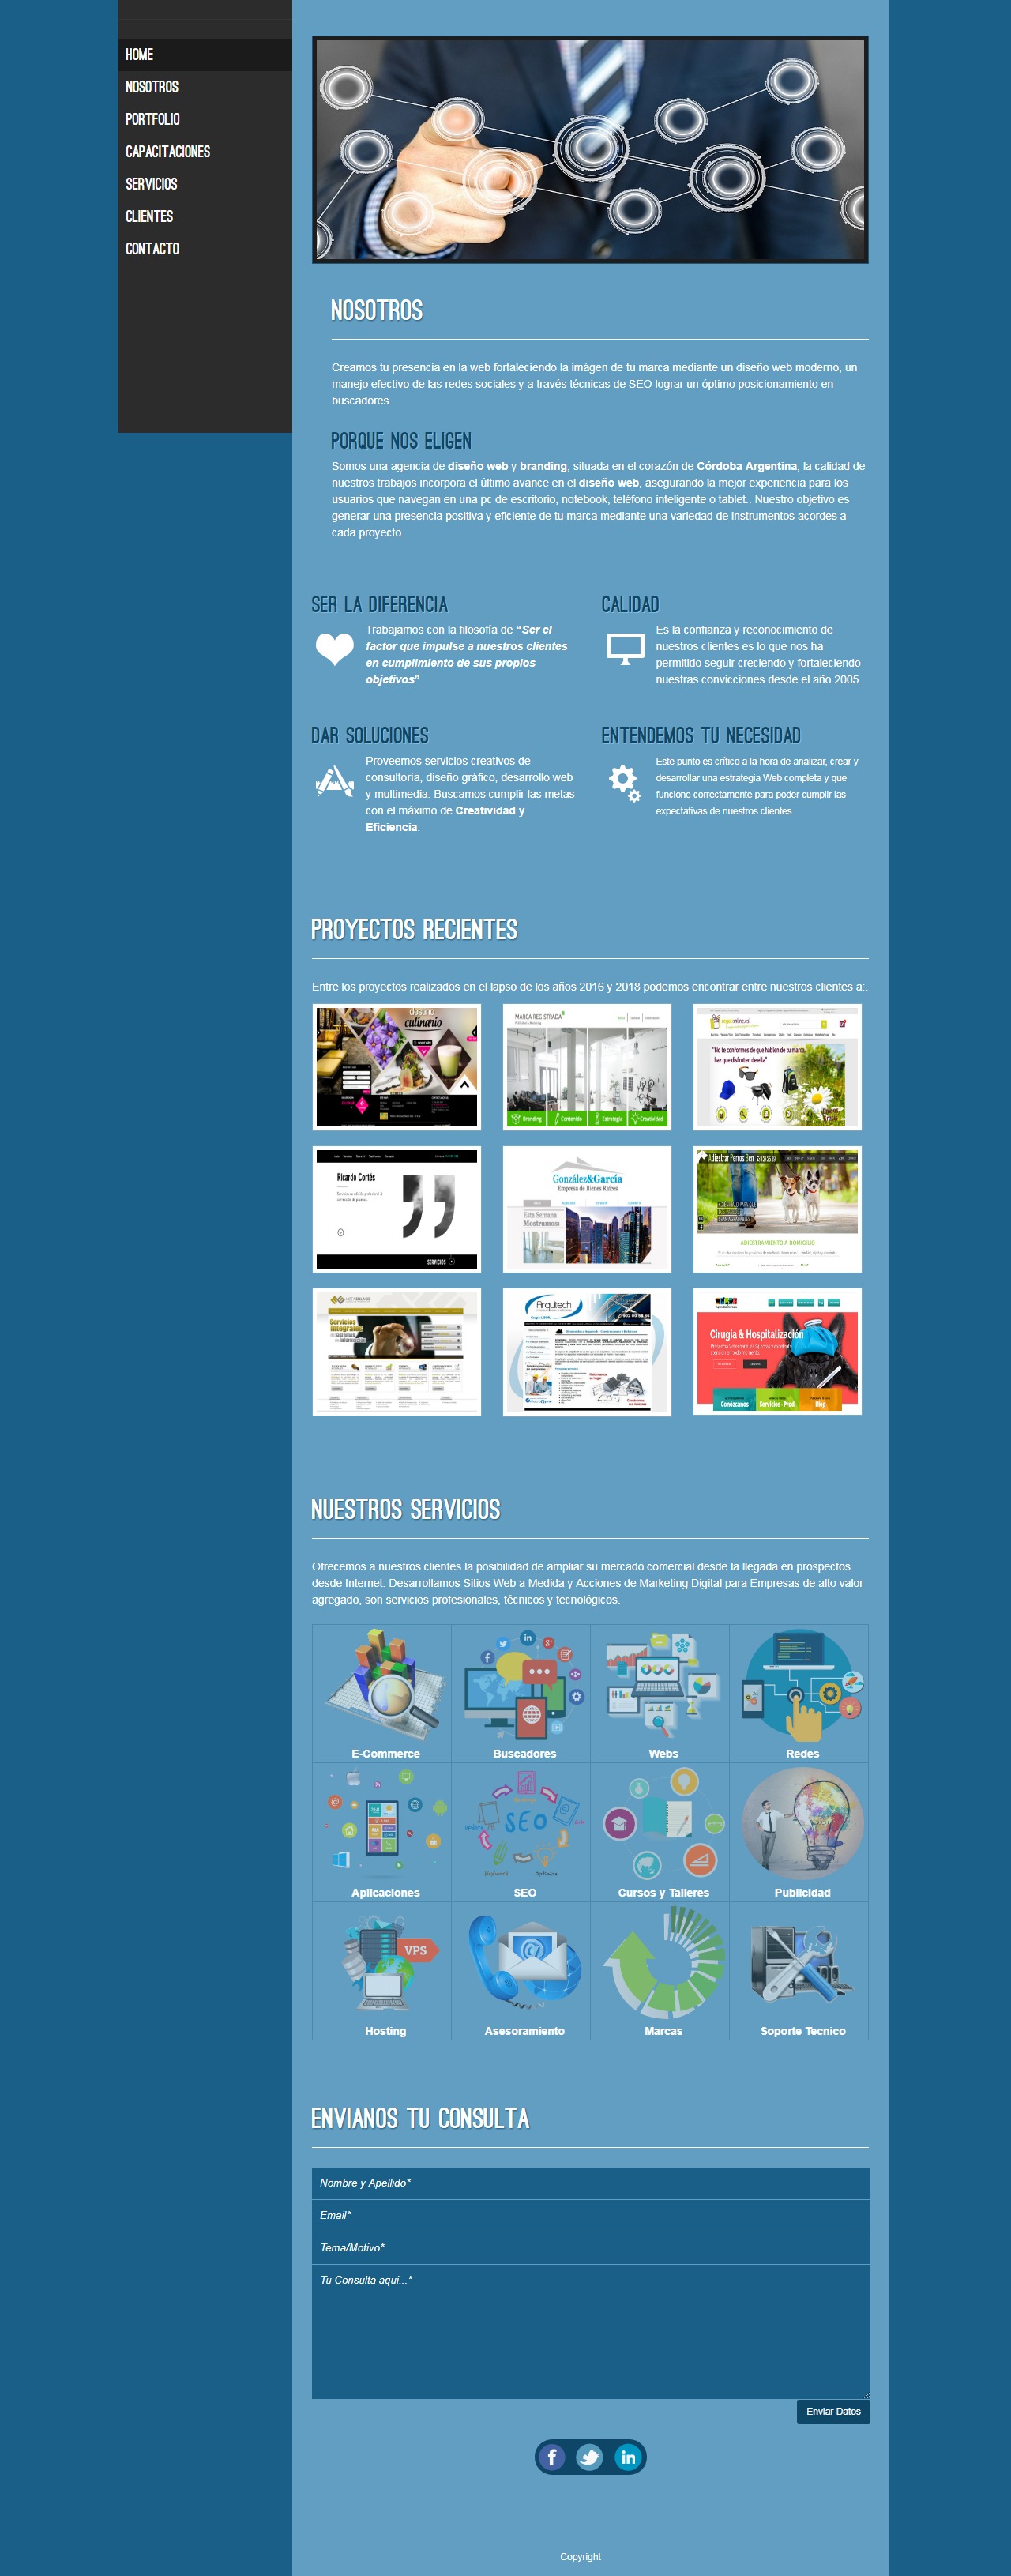 HOME
NOSOTROS
PORTFOLIO
CAPACITACIONES
SERVICIOS
CLIENTES
CONTACTO
NOSOTROS
Creamos tu presencia en la web fortaleciendo la imágen de tu marca mediante un diseño web moderno, un
manejo efectivo de las redes sociales y a través técnicas de SEO lograr un óptimo posicionamiento en
buscadores.
PORQUE NOS ELIGEN
Somos una agencia de diseño web y branding, situada en el corazón de Córdoba Argentina; la calidad de
nuestros trabajos incorpora el último avance en el diseño web, asegurando la mejor experiencia para los
usuarios que navegan en una pc de escritorio, notebook, teléfono inteligente o tablet.. Nuestro objetivo es
generar una presencia positiva y eficiente de tu marca mediante una variedad de instrumentos acordes a
cada proyecto.
SER LA DIFERENCIA
Trabajamos con la filosofía de “Ser el
factor que impulse a nuestros clientes
en cumplimiento de sus propios
objetivos”.
CALIDAD
Es la confianza y reconocimiento de
nuestros clientes es lo que nos ha
permitido seguir creciendo y fortaleciendo
nuestras convicciones desde el año 2005.
DAR SOLUCIONES
Proveemos servicios creativos de
consultoría, diseño gráfico, desarrollo web
y multimedia. Buscamos cumplir las metas
con el máximo de Creatividad y
Eficiencia.
ENTENDEMOS TU NECESIDAD
Este punto es crítico a la hora de analizar, crear y
desarrollar una estrategia Web completa y que
funcione correctamente para poder cumplir las
expectativas de nuestros clientes.
PROYECTOS RECIENTES
Entre los proyectos realizados en el lapso de los años 2016 y 2018 podemos encontrar entre nuestros clientes a:.
destino
culinario
MARCA REGISTRADA
Branding
Contenido
Estrategia
Creatividad
"No te conformes de que hablen de tu marca,
haz que disfruten de ella"
Ricardo Cortés
SERVICIOS
González&García
Empresa de Bienes Raíces
Esta Semana
Mostramos:
Adiestrar Perros Bcn
ADIESTRAMIENTO A DOMICILIO
Servicios
Integrales
Arquitech
Cirugía & Hospitalización
Conózcanos
Servicios - Prod.
Blog
NUESTROS SERVICIOS
Ofrecemos a nuestros clientes la posibilidad de ampliar su mercado comercial desde la llegada en prospectos
desde Internet. Desarrollamos Sitios Web a Medida y Acciones de Marketing Digital para Empresas de alto valor
agregado, son servicios profesionales, técnicos y tecnológicos.
E-Commerce
Buscadores
Webs
Redes
SEO
Aplicaciones
SEO
Cursos y Talleres
Publicidad
VPS
Hosting
Asesoramiento
Marcas
Soporte Tecnico
ENVIANOS TU CONSULTA
Nombre y Apellido*
Email*
Tema/Motivo*
Tu Consulta aqui...*
Enviar Datos
Copyright